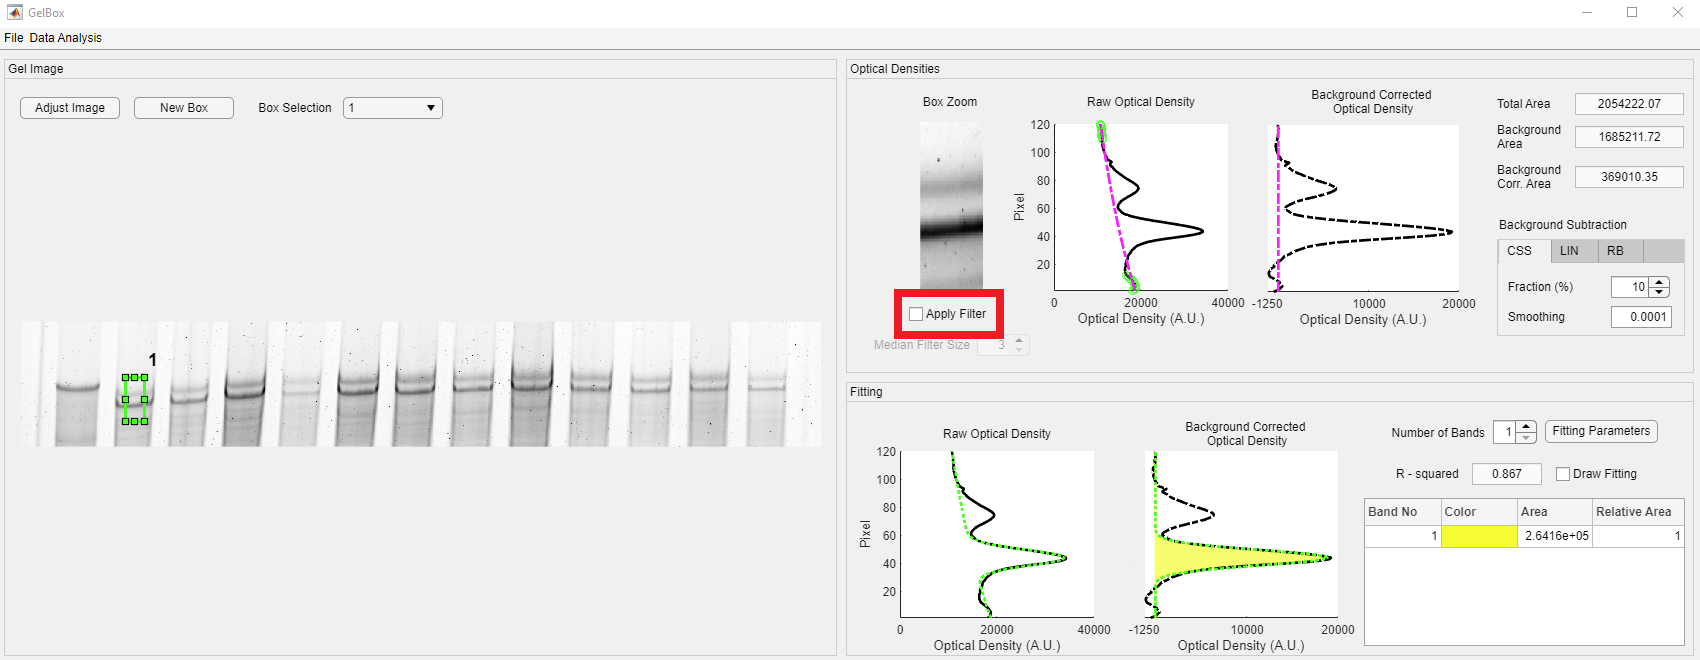 GelBox
File Data Analysis
Gel Image
Adjust Image
New Box
Box Selection
1
1
Optical Densities
Box Zoom
Apply Filter
Median Filter Size
3
Raw Optical Density
120
100
80
60
40
20
Pixel
0
20000
40000
Optical Density (A.U.)
Background Corrected
Optical Density
-1250
10000
20000
Optical Density (A.U.)
Total Area
2054222.07
Background
Area
1685211.72
Background
Corr. Area
369010.35
Background Subtraction
CSS
LIN
RB
Fraction (%)
10
Smoothing
0.0001
Fitting
Raw Optical Density
120
100
80
60
40
20
Pixel
0
20000
40000
Optical Density (A.U.)
Background Corrected
Optical Density
-1250
10000
20000
Optical Density (A.U.)
Number of Bands
1
Fitting Parameters
R - squared
0.867
Draw Fitting
Band No Color Area Relative Area
1 2.6416e+05 1